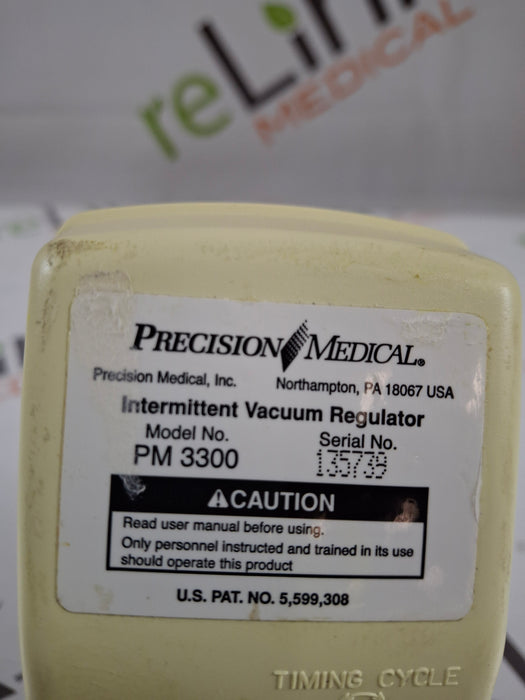 reLink
MEDICAL
PRECISION MEDICAL®
Precision Medical, Inc. Northampton, PA 18067 USA
Intermittent Vacuum Regulator
Model No. Serial No.
PM 3300 135739
⚠CAUTION
Read user manual before using.
Only personnel instructed and trained in its use
should operate this product
U.S. PAT. NO. 5,599,308
TIMING CYCLE